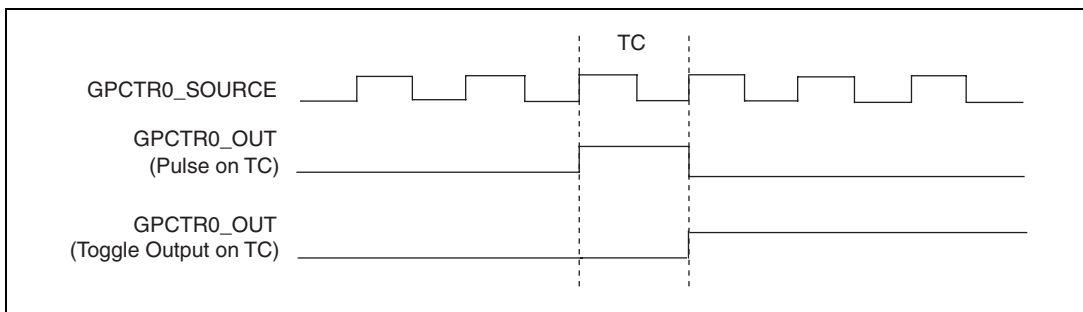 TC
GPCTR0_SOURCE
GPCTR0_OUT
(Pulse on TC)
GPCTR0_OUT
(Toggle Output on TC)